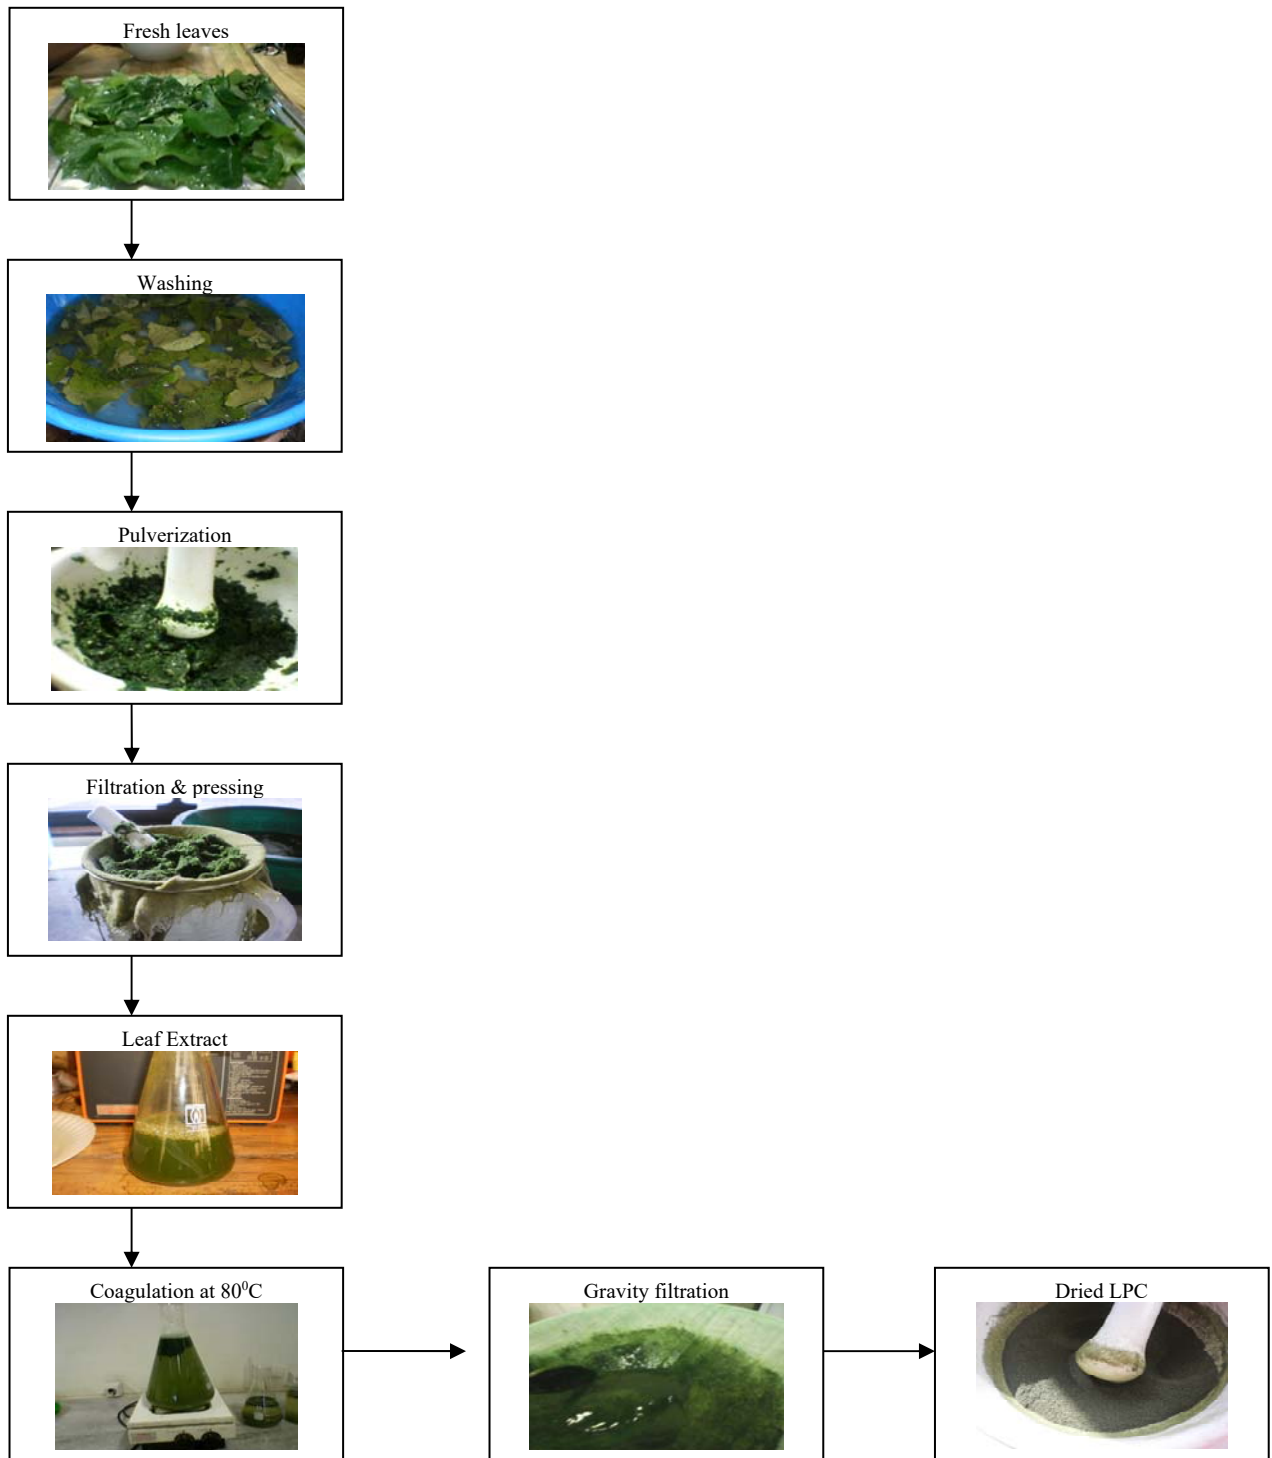 Fresh leaves
Washing
Pulverization
Filtration & pressing
Leaf Extract
Coagulation at 80⁰C
Gravity filtration
Dried LPC